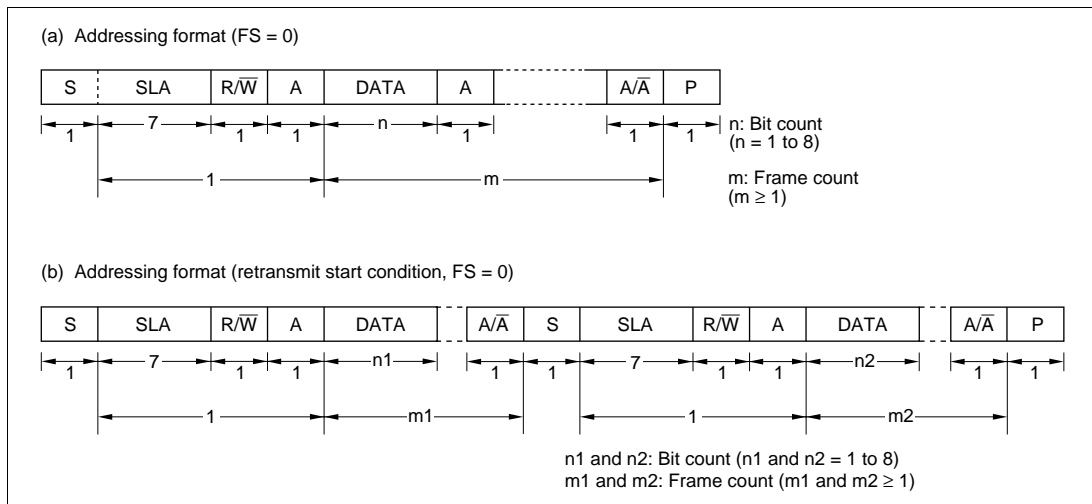 (a) Addressing format (FS = 0)
S SLA R/W̅ A DATA A A/A̅ P
1 7 1 1 n 1 1 1
n: Bit count
(n = 1 to 8)
1 m
m: Frame count
(m ≥ 1)
(b) Addressing format (retransmit start condition, FS = 0)
S SLA R/W̅ A DATA A/A̅ S SLA R/W̅ A DATA A/A̅ P
1 7 1 1 n1 1 1 7 1 1 n2 1 1
1 m1 1 m2
n1 and n2: Bit count (n1 and n2 = 1 to 8)
m1 and m2: Frame count (m1 and m2 ≥ 1)